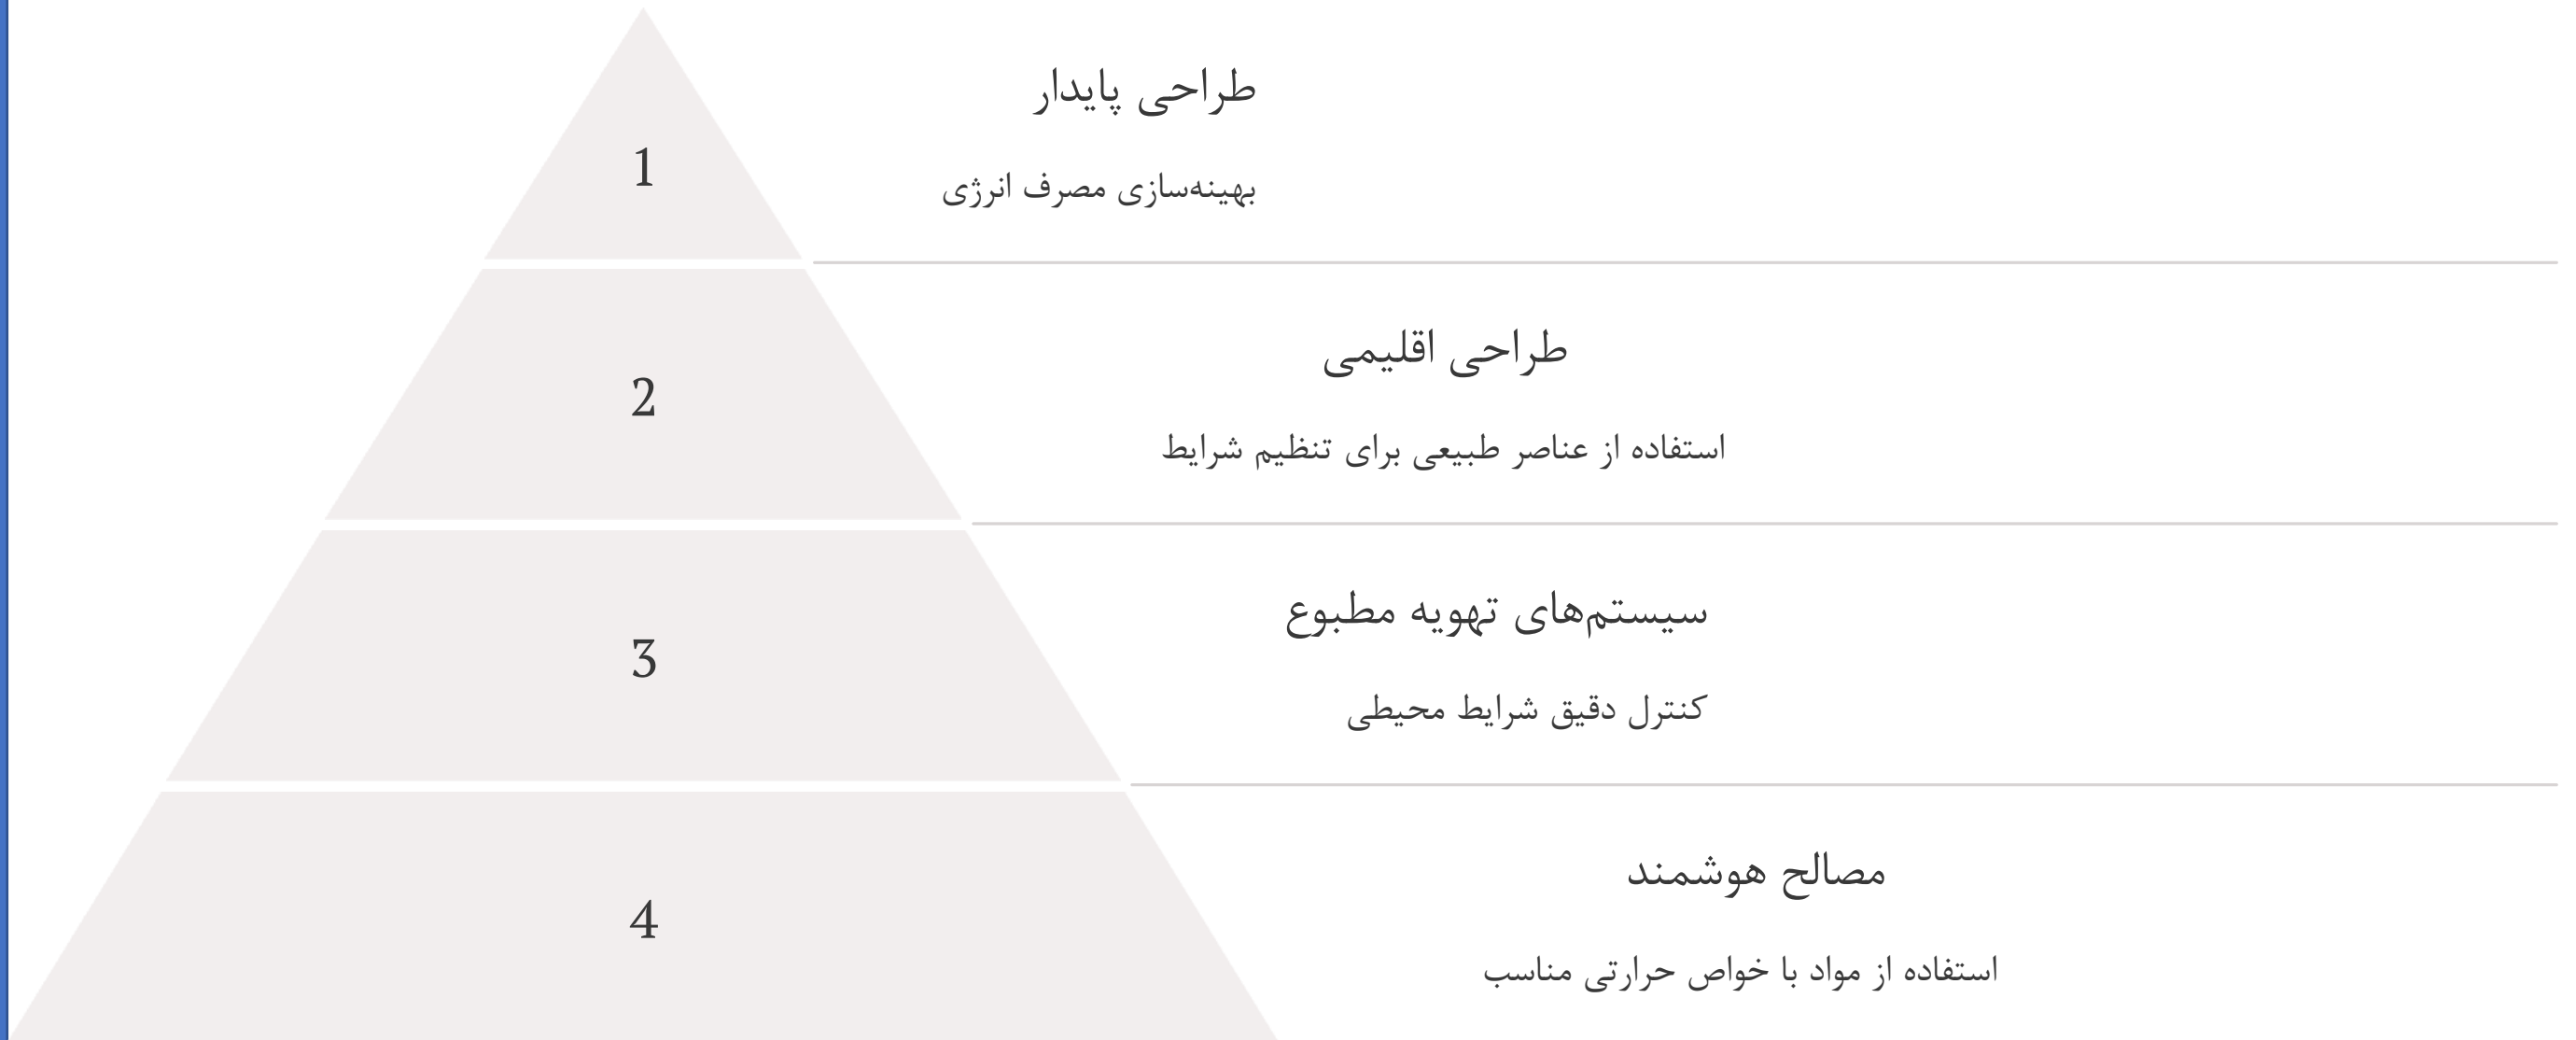 1
طراحی پایدار
بهینه‌سازی مصرف انرژی
2
طراحی اقلیمی
استفاده از عناصر طبیعی برای تنظیم شرایط
3
سیستم‌های تهویه مطبوع
کنترل دقیق شرایط محیطی
4
مصالح هوشمند
استفاده از مواد با خواص حرارتی مناسب